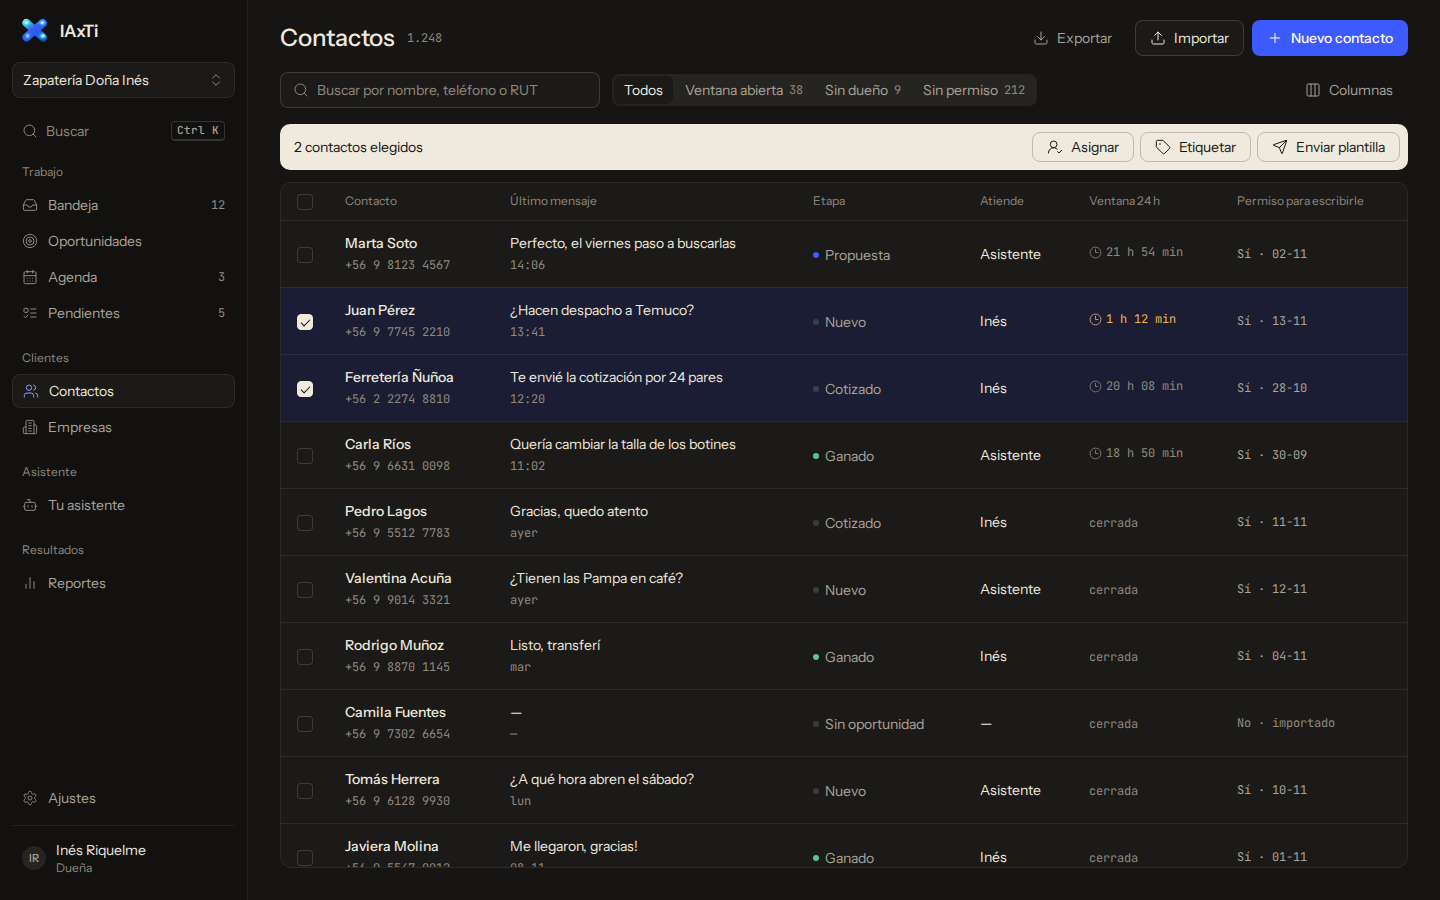 IAxTi
Zapatería Doña Inés
Buscar Ctrl K
Trabajo
Bandeja 12
Oportunidades
Agenda 3
Pendientes 5
Clientes
Contactos
Empresas
Asistente
Tu asistente
Resultados
Reportes
Ajustes
IR Inés Riquelme
Dueña
Contactos 1.248
Exportar Importar Nuevo contacto
Buscar por nombre, teléfono o RUT
Todos Ventana abierta 38 Sin dueño 9 Sin permiso 212
Columnas
2 contactos elegidos
Asignar Etiquetar Enviar plantilla
Contacto Último mensaje Etapa Atiende Ventana 24 h Permiso para escribirle
Marta Soto Perfecto, el viernes paso a buscarlas
+56 9 8123 4567 14:06 Propuesta Asistente 21 h 54 min Sí · 02-11
Juan Pérez ¿Hacen despacho a Temuco?
+56 9 7745 2210 13:41 Nuevo Inés 1 h 12 min Sí · 13-11
Ferretería Ñuñoa Te envié la cotización por 24 pares
+56 2 2274 8810 12:20 Cotizado Inés 20 h 08 min Sí · 28-10
Carla Ríos Quería cambiar la talla de los botines
+56 9 6631 0098 11:02 Ganado Asistente 18 h 50 min Sí · 30-09
Pedro Lagos Gracias, quedo atento
+56 9 5512 7783 ayer Cotizado Inés cerrada Sí · 11-11
Valentina Acuña ¿Tienen las Pampa en café?
+56 9 9014 3321 ayer Nuevo Asistente cerrada Sí · 12-11
Rodrigo Muñoz Listo, transferí
+56 9 8870 1145 mar Ganado Inés cerrada Sí · 04-11
Camila Fuentes —
+56 9 7302 6654 — Sin oportunidad — cerrada No · importado
Tomás Herrera ¿A qué hora abren el sábado?
+56 9 6128 9930 lun Nuevo Asistente cerrada Sí · 10-11
Javiera Molina Me llegaron, gracias!
Ganado Inés cerrada Sí · 01-11